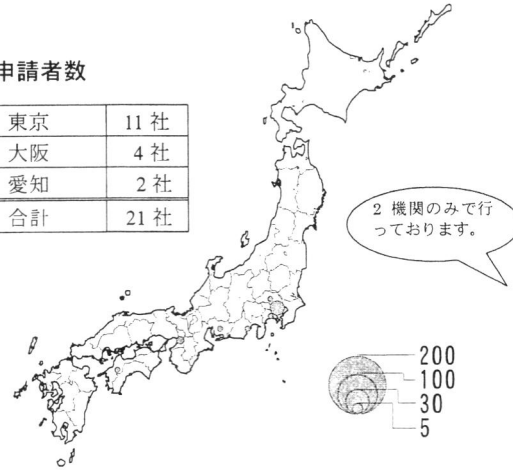 申請者数
東京 11 社
大阪 4 社
愛知 2 社
合計 21 社
2 機関のみで行
っております。
200
100
30
5